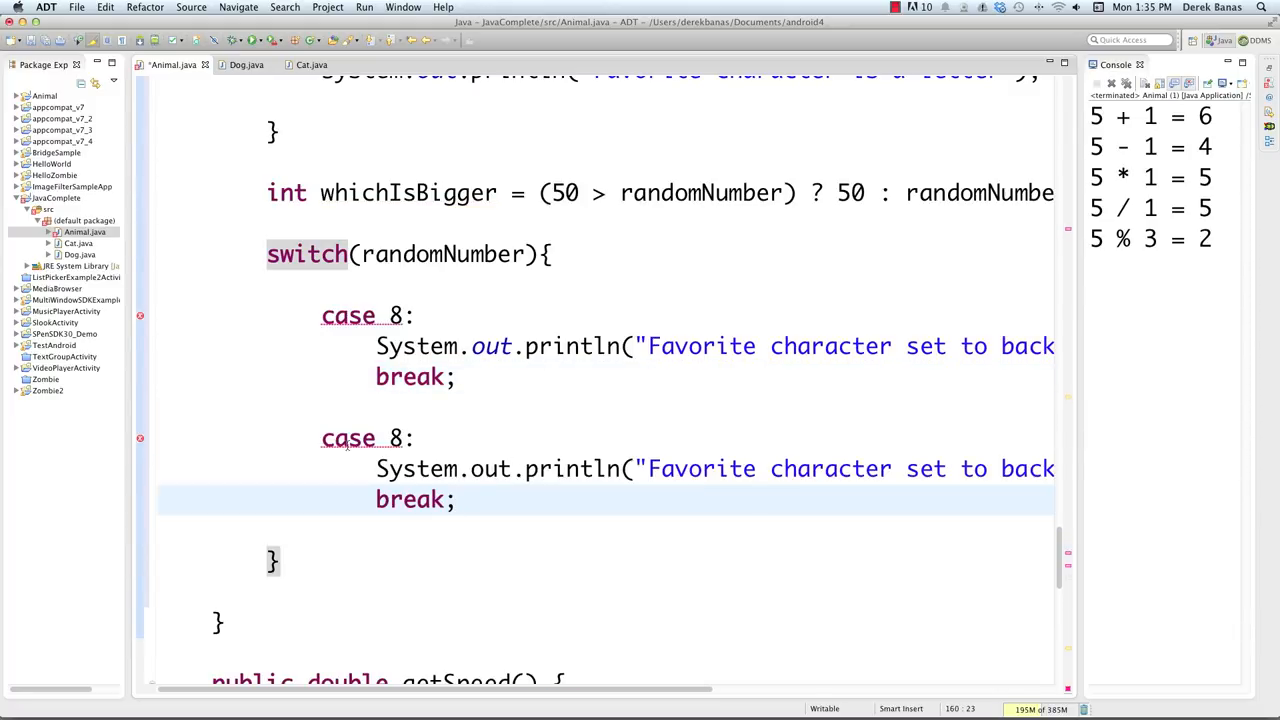 ADT File Edit Refactor Source Navigate Search Project Run Window Help
10
Mon 1:35 PM Derek Banas
Java - JavaComplete/src/Animal.java - ADT - /Users/derekbanas/Documents/android4
Quick Access
Java
DDMS
Package Exp
*Animal.java
Dog.java
Cat.java
Console
<terminated> Animal (1) [Java Application] /S
Animal
appcompat_v7
appcompat_v7_2
appcompat_v7_3
appcompat_v7_4
BridgeSample
HelloWorld
HelloZombie
ImageFilterSampleApp
JavaComplete
src
(default package)
Animal.java
Cat.java
Dog.java
JRE System Library [Ja
ListPickerExample2Activi
MediaBrowser
MultiWindowSDKExample
MusicPlayerActivity
SlookActivity
SPenSDK30_Demo
TestAndroid
TextGroupActivity
VideoPlayerActivity
Zombie
Zombie2
System.out.println("Favorite character is a letter");
}
int whichIsBigger = (50 > randomNumber) ? 50 : randomNumbe
switch(randomNumber){
case 8:
System.out.println("Favorite character set to back
break;
case 8:
System.out.println("Favorite character set to back
break;
}
}
public double getSpeed() {
5 + 1 = 6
5 - 1 = 4
5 * 1 = 5
5 / 1 = 5
5 % 3 = 2
Writable
Smart Insert
160 : 23
195M of 385M